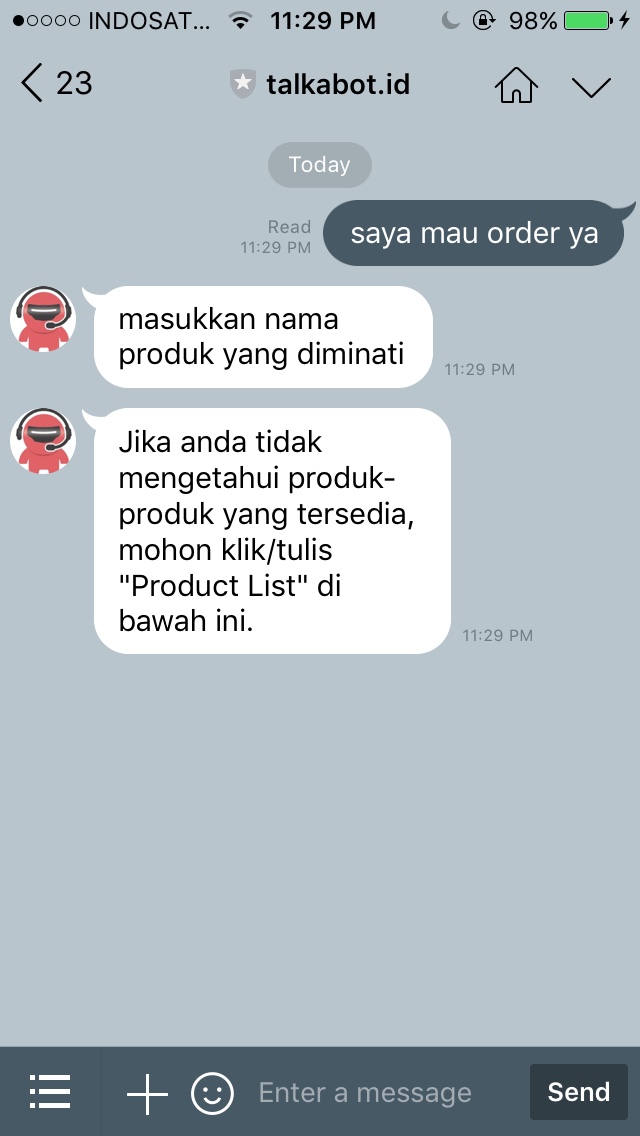 INDOSAT... 11:29 PM 98%
23 talkabot.id
Today
Read
11:29 PM
saya mau order ya
masukkan nama
produk yang diminati
11:29 PM
Jika anda tidak
mengetahui produk-
produk yang tersedia,
mohon klik/tulis
"Product List" di
bawah ini.
11:29 PM
Enter a message Send